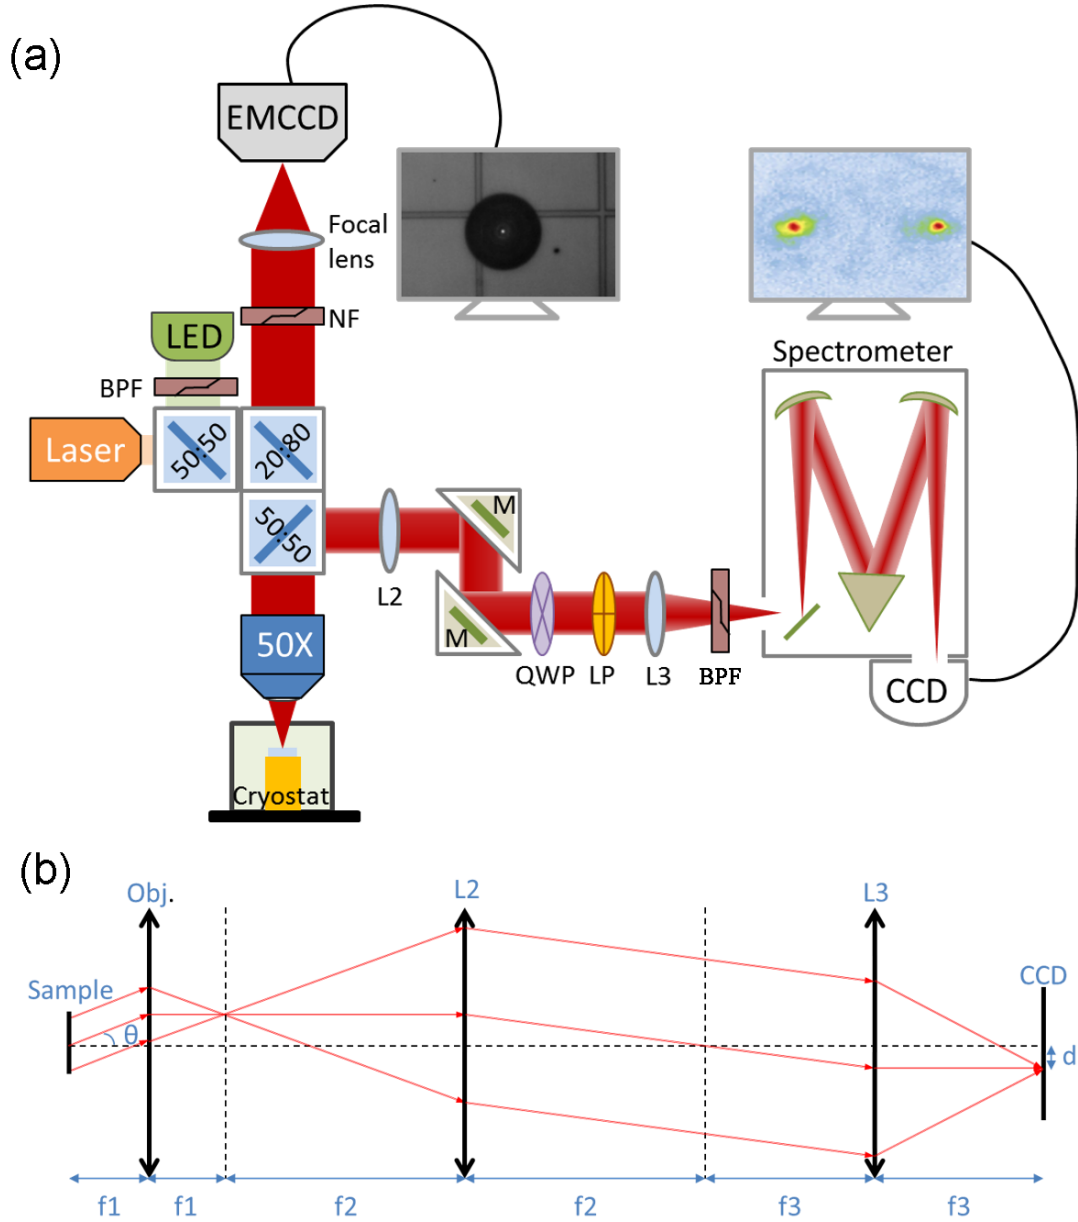 (a)
EMCCD
Focal
lens
NF
LED
BPF
Laser
50:50
20:80
50:50
L2
M
M
50X
QWP
LP
L3
BPF
Cryostat
Spectrometer
CCD
(b)
Obj.
L2
L3
Sample
θ
CCD
d
f1
f1
f2
f2
f3
f3